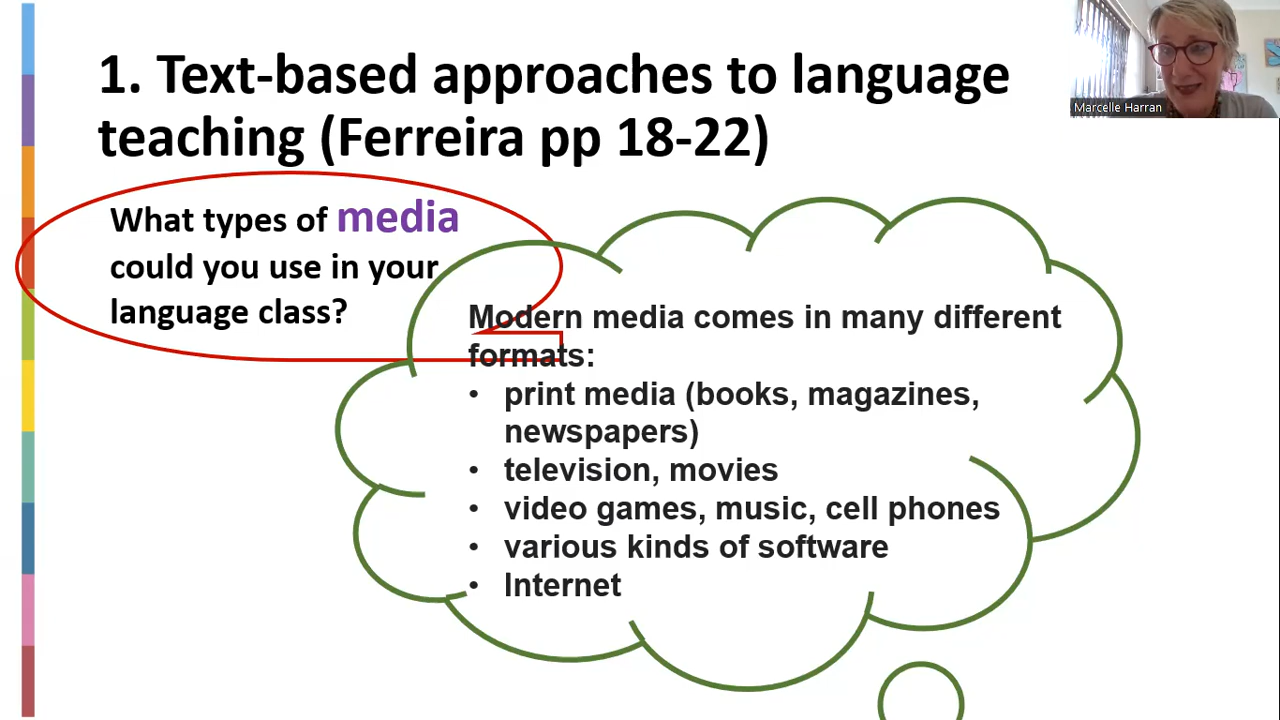 1. Text-based approaches to language
teaching (Ferreira pp 18-22)
Marcelle Harran
What types of media
could you use in your
language class?
Modern media comes in many different
formats:
• print media (books, magazines,
newspapers)
• television, movies
• video games, music, cell phones
• various kinds of software
• Internet